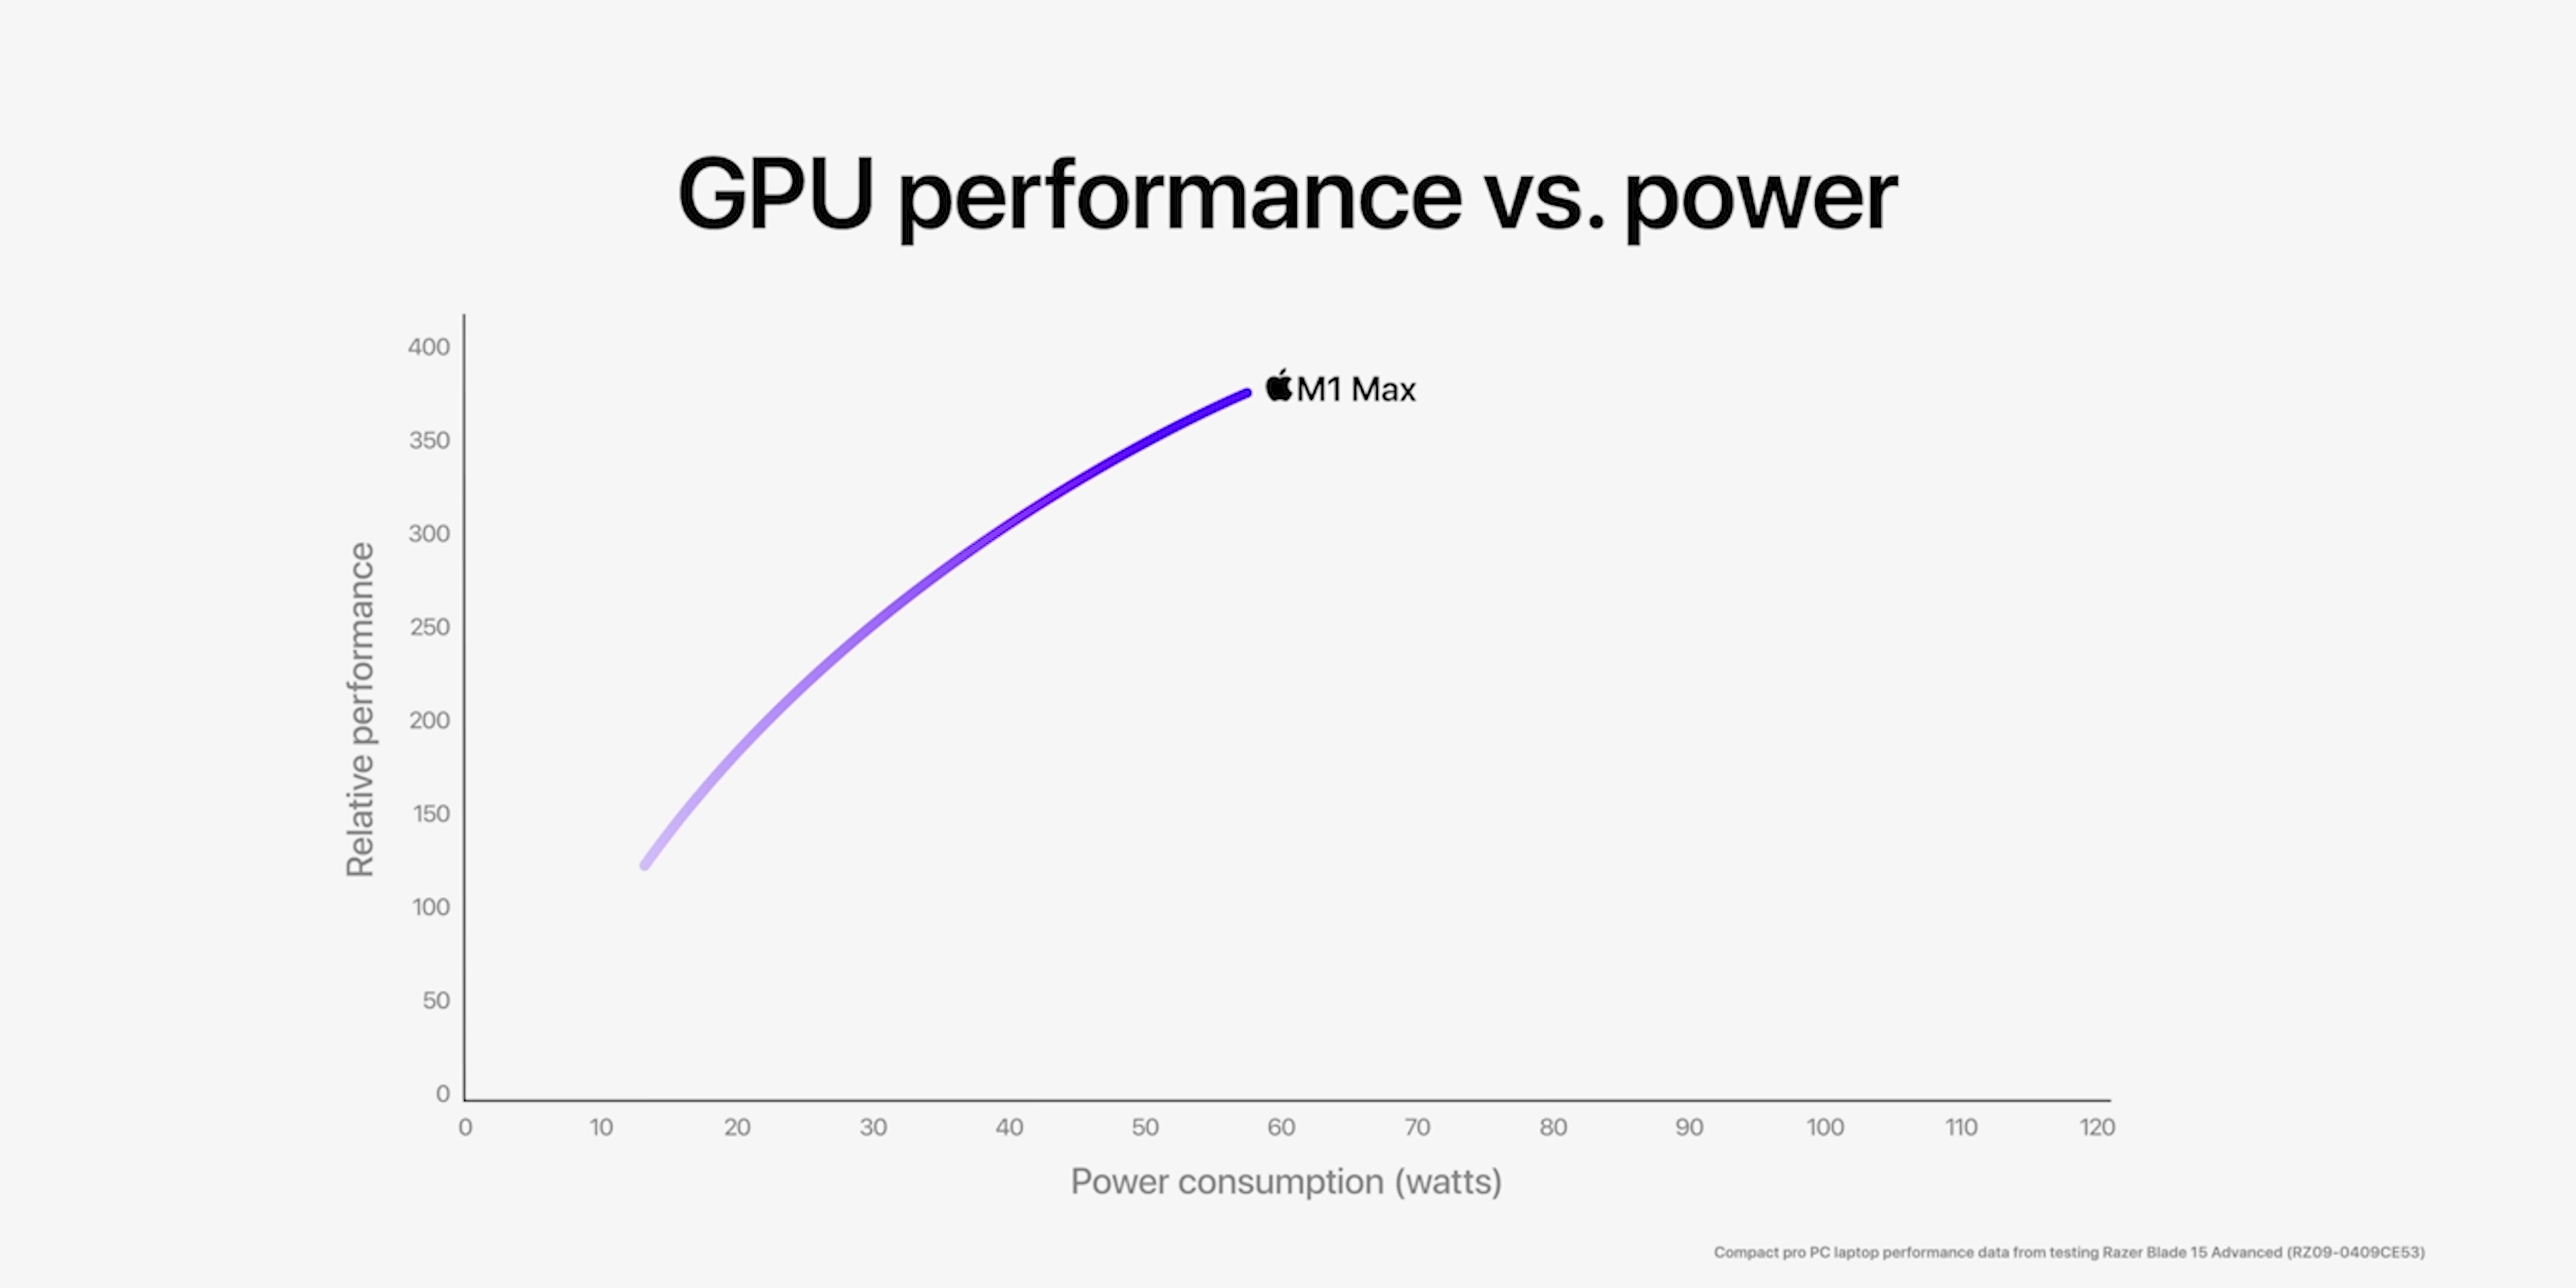 GPU performance vs. power
400
350
300
250
200
150
100
50
0
Relative performance
M1 Max
0 10 20 30 40 50 60 70 80 90 100 110 120
Power consumption (watts)
Compact pro PC laptop performance data from testing Razer Blade 15 Advanced (RZ09-0409CE53)